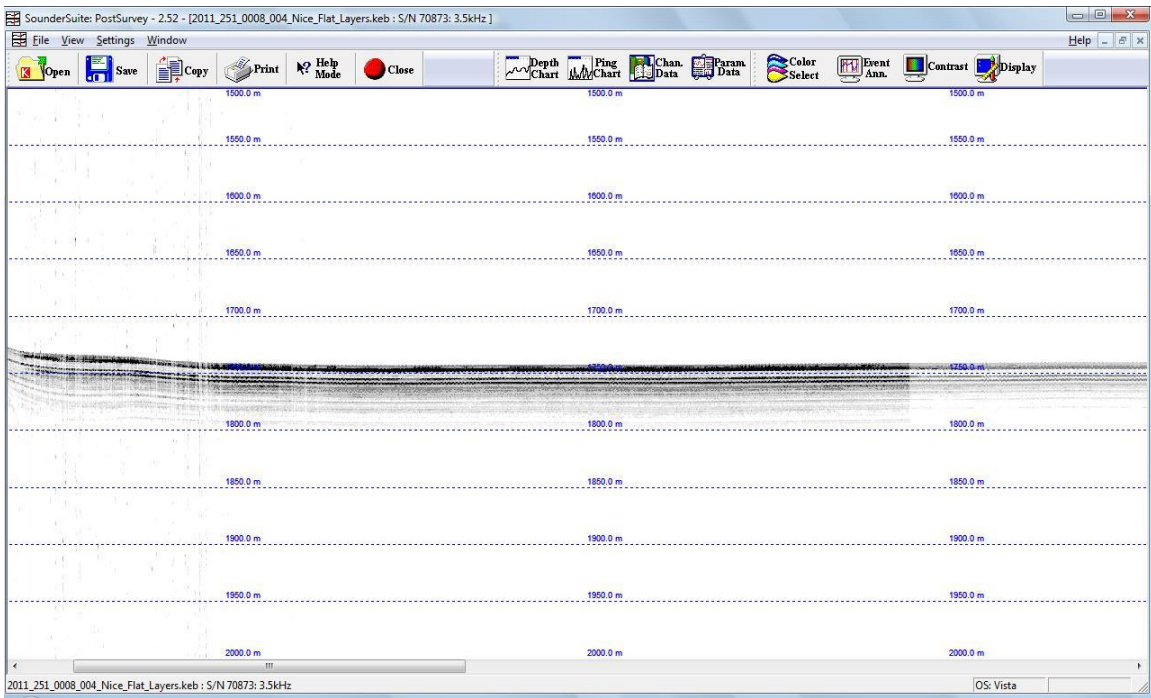 SounderSuite: PostSurvey - 2.52 - [2011_251_0008_004_Nice_Flat_Layers.keb : S/N 70873: 3.5kHz ]
File View Settings Window Help
Open Save Copy Print Help Mode Close Depth Chart Ping Chart Chan. Data Param. Data Color Select Event Ann. Contrast Display
1500.0 m 1500.0 m 1500.0 m
1550.0 m 1550.0 m 1550.0 m
1600.0 m 1600.0 m 1600.0 m
1650.0 m 1650.0 m 1650.0 m
1700.0 m 1700.0 m 1700.0 m
1750.0 m 1750.0 m
1800.0 m 1800.0 m 1800.0 m
1850.0 m 1850.0 m 1850.0 m
1900.0 m 1900.0 m 1900.0 m
1950.0 m 1950.0 m 1950.0 m
2000.0 m 2000.0 m 2000.0 m
2011_251_0008_004_Nice_Flat_Layers.keb : S/N 70873: 3.5kHz OS: Vista